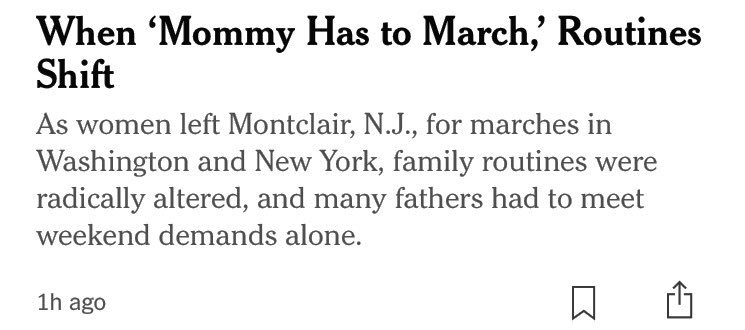 When ‘Mommy Has to March,’ Routines
Shift
As women left Montclair, N.J., for marches in
Washington and New York, family routines were
radically altered, and many fathers had to meet
weekend demands alone.
1h ago